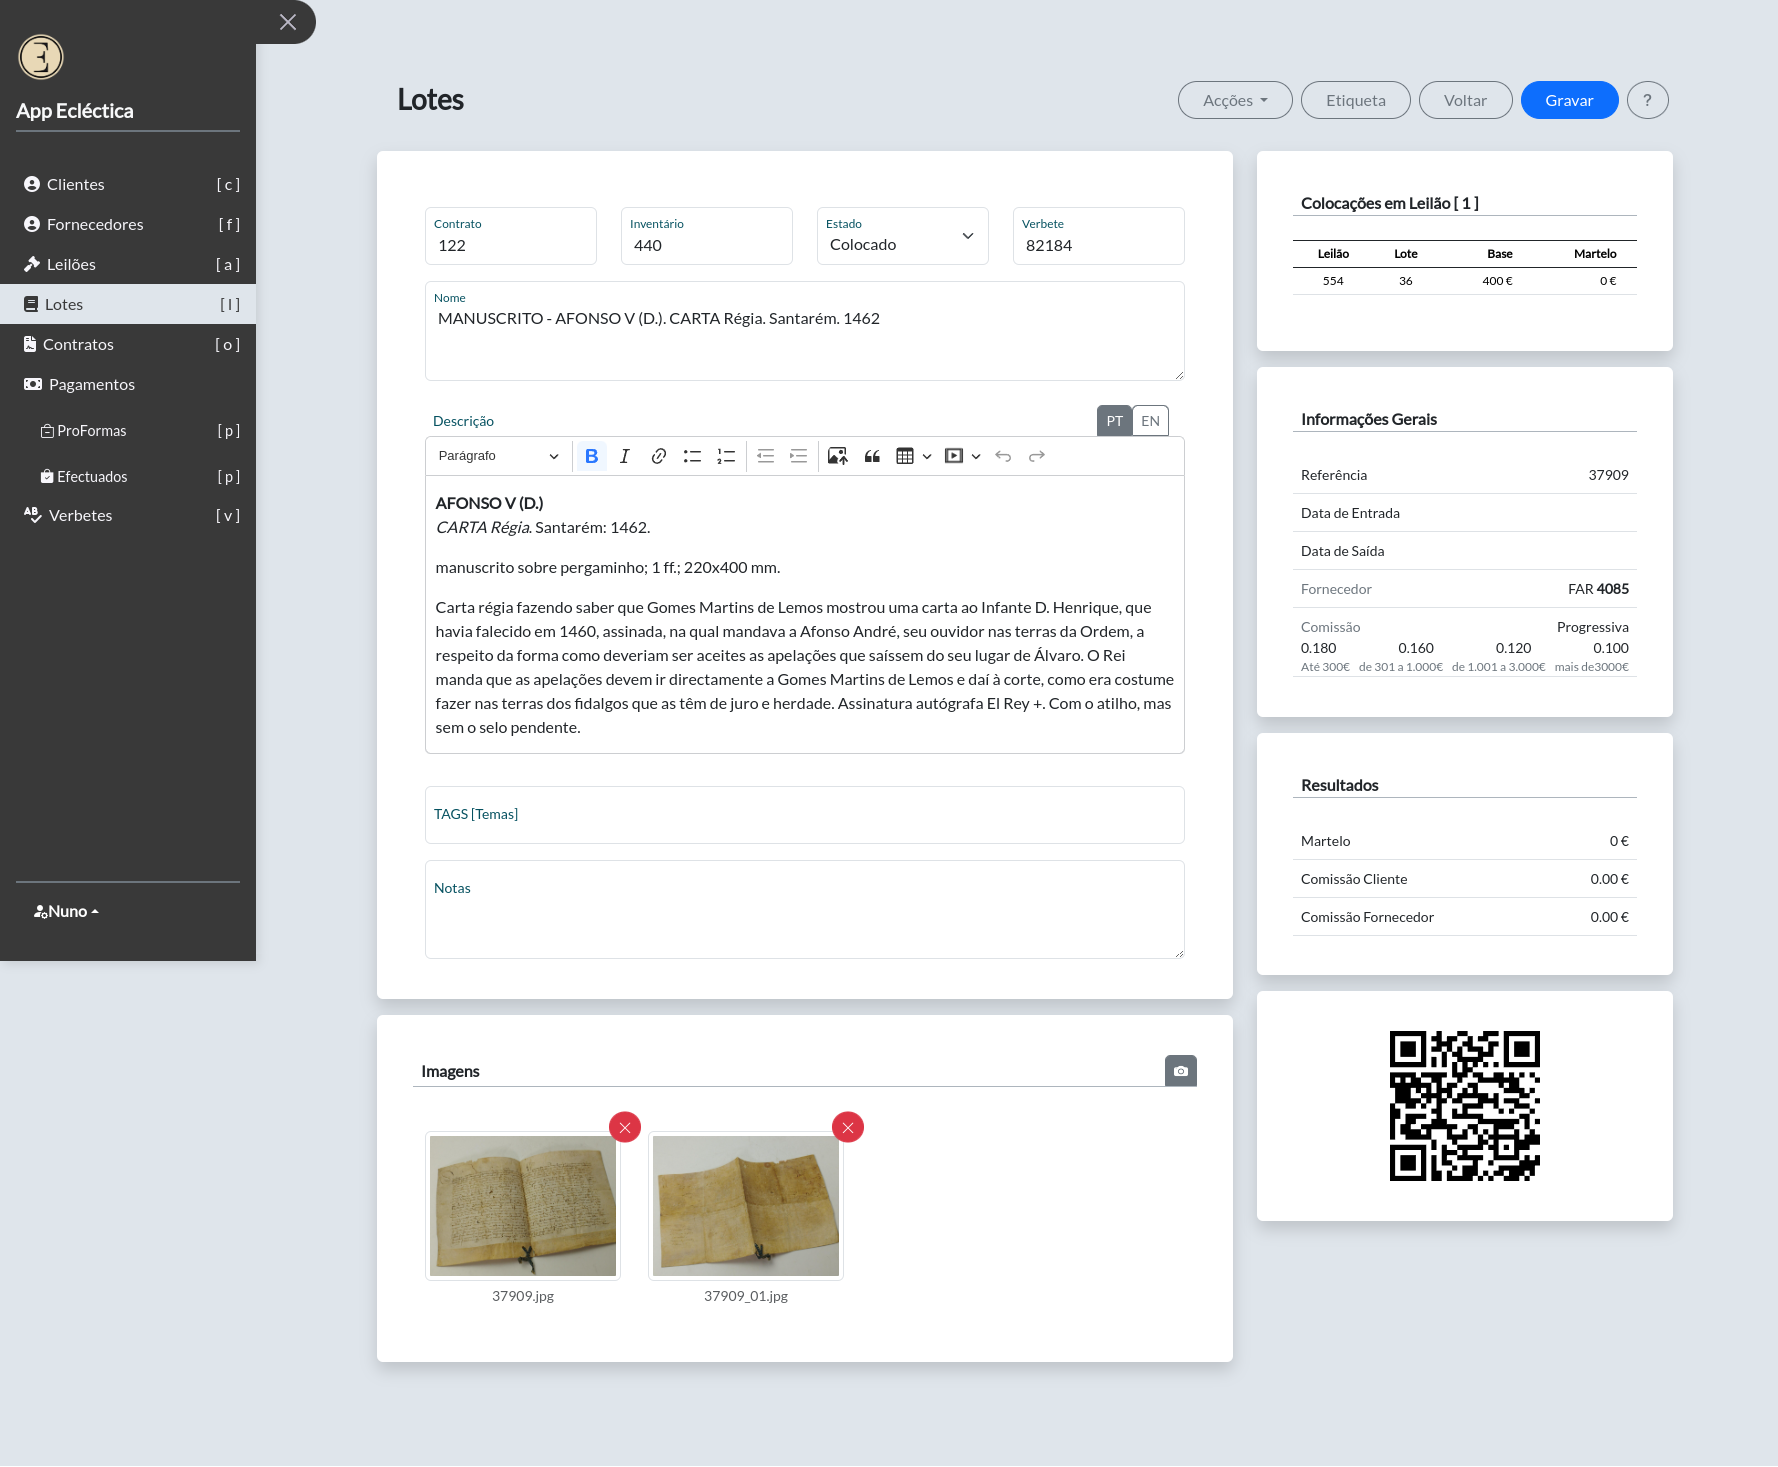 App Ecléctica
Clientes [ c ]
Fornecedores [ f ]
Leilões [ a ]
Lotes [ l ]
Contratos [ o ]
Pagamentos
ProFormas [ p ]
Efectuados [ p ]
Verbetes [ v ]
Nuno
Lotes
Acções
Etiqueta
Voltar
Gravar
?
Contrato
122
Inventário
440
Estado
Colocado
Verbete
82184
Nome
MANUSCRITO - AFONSO V (D.). CARTA Régia. Santarém. 1462
Descrição
PT
EN
Parágrafo
AFONSO V (D.)
CARTA Régia. Santarém: 1462.
manuscrito sobre pergaminho; 1 ff.; 220x400 mm.
Carta régia fazendo saber que Gomes Martins de Lemos mostrou uma carta ao Infante D. Henrique, que
havia falecido em 1460, assinada, na qual mandava a Afonso André, seu ouvidor nas terras da Ordem, a
respeito da forma como deveriam ser aceites as apelações que saíssem do seu lugar de Álvaro. O Rei
manda que as apelações devem ir directamente a Gomes Martins de Lemos e daí à corte, como era costume
fazer nas terras dos fidalgos que as têm de juro e herdade. Assinatura autógrafa El Rey +. Com o atilho, mas
sem o selo pendente.
TAGS [Temas]
Notas
Imagens
37909.jpg
37909_01.jpg
Colocações em Leilão [ 1 ]
Leilão Lote Base Martelo
554 36 400 € 0 €
Informações Gerais
Referência 37909
Data de Entrada
Data de Saída
Fornecedor FAR 4085
Comissão Progressiva
0.180 0.160 0.120 0.100
Até 300€ de 301 a 1.000€ de 1.001 a 3.000€ mais de3000€
Resultados
Martelo 0 €
Comissão Cliente 0.00 €
Comissão Fornecedor 0.00 €